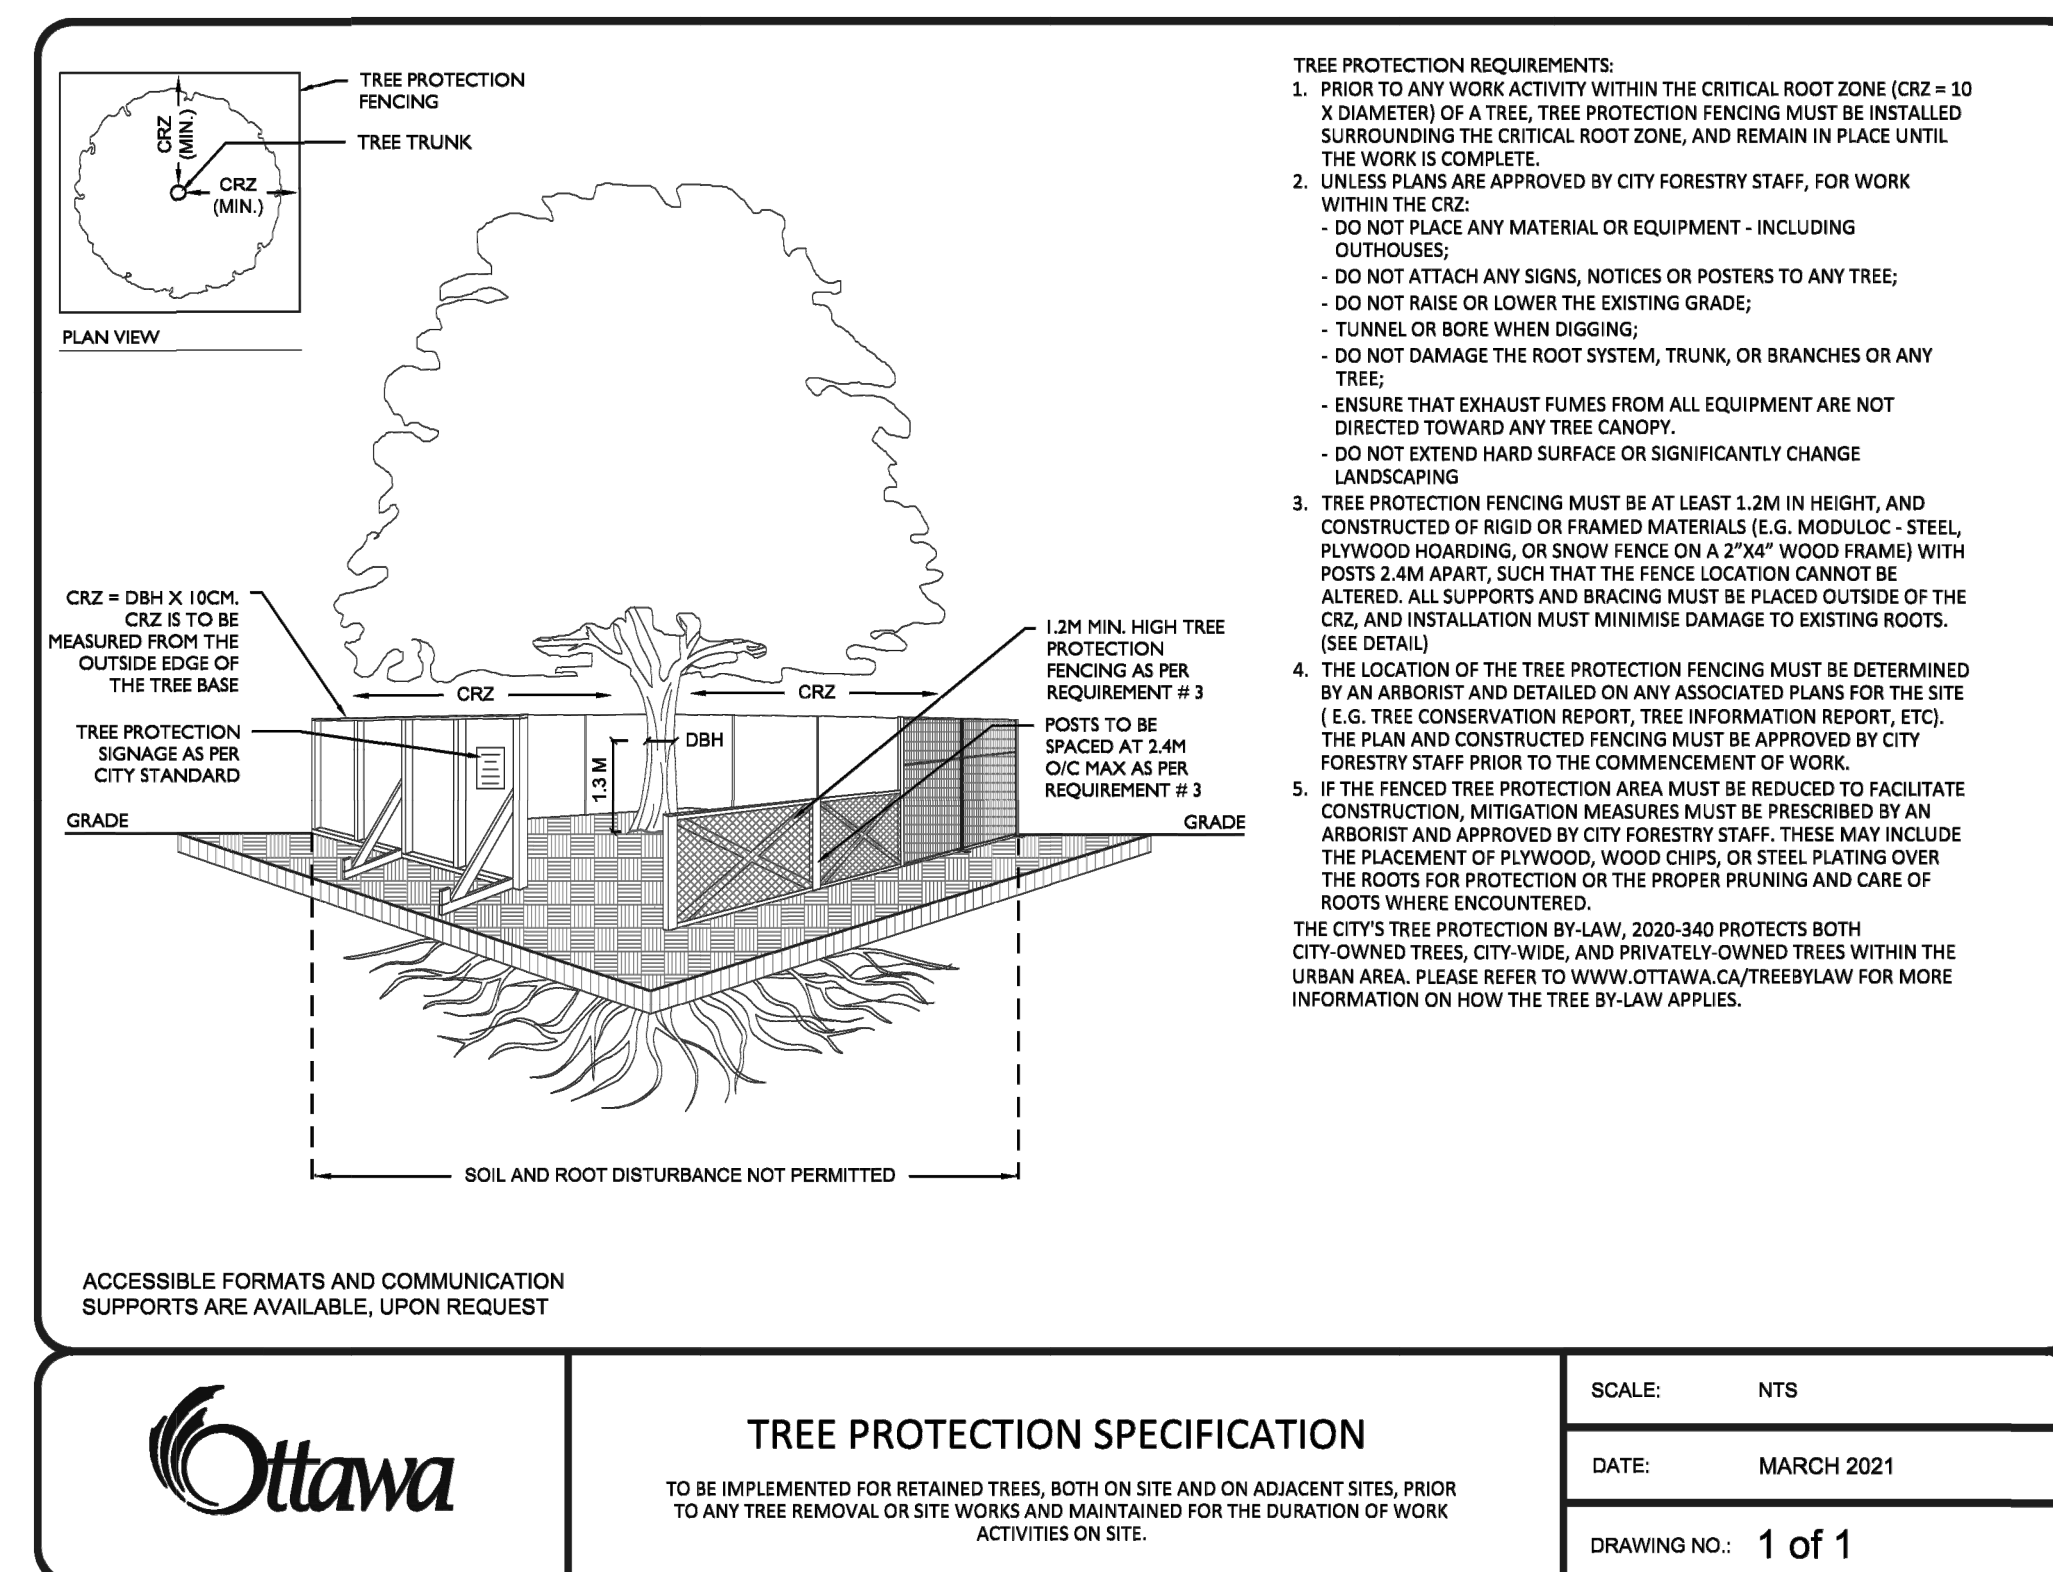 TREE PROTECTION
FENCING
TREE TRUNK
CRZ
(MIN.)
CRZ
(MIN.)
PLAN VIEW
CRZ = DBH X 10CM.
CRZ IS TO BE
MEASURED FROM THE
OUTSIDE EDGE OF
THE TREE BASE
TREE PROTECTION
SIGNAGE AS PER
CITY STANDARD
GRADE
CRZ
CRZ
DBH
1.3 M
1.2M MIN. HIGH TREE
PROTECTION
FENCING AS PER
REQUIREMENT # 3
POSTS TO BE
SPACED AT 2.4M
O/C MAX AS PER
REQUIREMENT # 3
GRADE
SOIL AND ROOT DISTURBANCE NOT PERMITTED
ACCESSIBLE FORMATS AND COMMUNICATION
SUPPORTS ARE AVAILABLE, UPON REQUEST
TREE PROTECTION REQUIREMENTS:
1. PRIOR TO ANY WORK ACTIVITY WITHIN THE CRITICAL ROOT ZONE (CRZ = 10
X DIAMETER) OF A TREE, TREE PROTECTION FENCING MUST BE INSTALLED
SURROUNDING THE CRITICAL ROOT ZONE, AND REMAIN IN PLACE UNTIL
THE WORK IS COMPLETE.
2. UNLESS PLANS ARE APPROVED BY CITY FORESTRY STAFF, FOR WORK
WITHIN THE CRZ:
- DO NOT PLACE ANY MATERIAL OR EQUIPMENT - INCLUDING
OUTHOUSES;
- DO NOT ATTACH ANY SIGNS, NOTICES OR POSTERS TO ANY TREE;
- DO NOT RAISE OR LOWER THE EXISTING GRADE;
- TUNNEL OR BORE WHEN DIGGING;
- DO NOT DAMAGE THE ROOT SYSTEM, TRUNK, OR BRANCHES OR ANY
TREE;
- ENSURE THAT EXHAUST FUMES FROM ALL EQUIPMENT ARE NOT
DIRECTED TOWARD ANY TREE CANOPY.
- DO NOT EXTEND HARD SURFACE OR SIGNIFICANTLY CHANGE
LANDSCAPING
3. TREE PROTECTION FENCING MUST BE AT LEAST 1.2M IN HEIGHT, AND
CONSTRUCTED OF RIGID OR FRAMED MATERIALS (E.G. MODULOC - STEEL,
PLYWOOD HOARDING, OR SNOW FENCE ON A 2”X4” WOOD FRAME) WITH
POSTS 2.4M APART, SUCH THAT THE FENCE LOCATION CANNOT BE
ALTERED. ALL SUPPORTS AND BRACING MUST BE PLACED OUTSIDE OF THE
CRZ, AND INSTALLATION MUST MINIMISE DAMAGE TO EXISTING ROOTS.
(SEE DETAIL)
4. THE LOCATION OF THE TREE PROTECTION FENCING MUST BE DETERMINED
BY AN ARBORIST AND DETAILED ON ANY ASSOCIATED PLANS FOR THE SITE
( E.G. TREE CONSERVATION REPORT, TREE INFORMATION REPORT, ETC).
THE PLAN AND CONSTRUCTED FENCING MUST BE APPROVED BY CITY
FORESTRY STAFF PRIOR TO THE COMMENCEMENT OF WORK.
5. IF THE FENCED TREE PROTECTION AREA MUST BE REDUCED TO FACILITATE
CONSTRUCTION, MITIGATION MEASURES MUST BE PRESCRIBED BY AN
ARBORIST AND APPROVED BY CITY FORESTRY STAFF. THESE MAY INCLUDE
THE PLACEMENT OF PLYWOOD, WOOD CHIPS, OR STEEL PLATING OVER
THE ROOTS FOR PROTECTION OR THE PROPER PRUNING AND CARE OF
ROOTS WHERE ENCOUNTERED.
THE CITY'S TREE PROTECTION BY-LAW, 2020-340 PROTECTS BOTH
CITY-OWNED TREES, CITY-WIDE, AND PRIVATELY-OWNED TREES WITHIN THE
URBAN AREA. PLEASE REFER TO WWW.OTTAWA.CA/TREEBYLAW FOR MORE
INFORMATION ON HOW THE TREE BY-LAW APPLIES.
Ottawa
TREE PROTECTION SPECIFICATION
TO BE IMPLEMENTED FOR RETAINED TREES, BOTH ON SITE AND ON ADJACENT SITES, PRIOR
TO ANY TREE REMOVAL OR SITE WORKS AND MAINTAINED FOR THE DURATION OF WORK
ACTIVITIES ON SITE.
SCALE: NTS
DATE: MARCH 2021
DRAWING NO.: 1 of 1